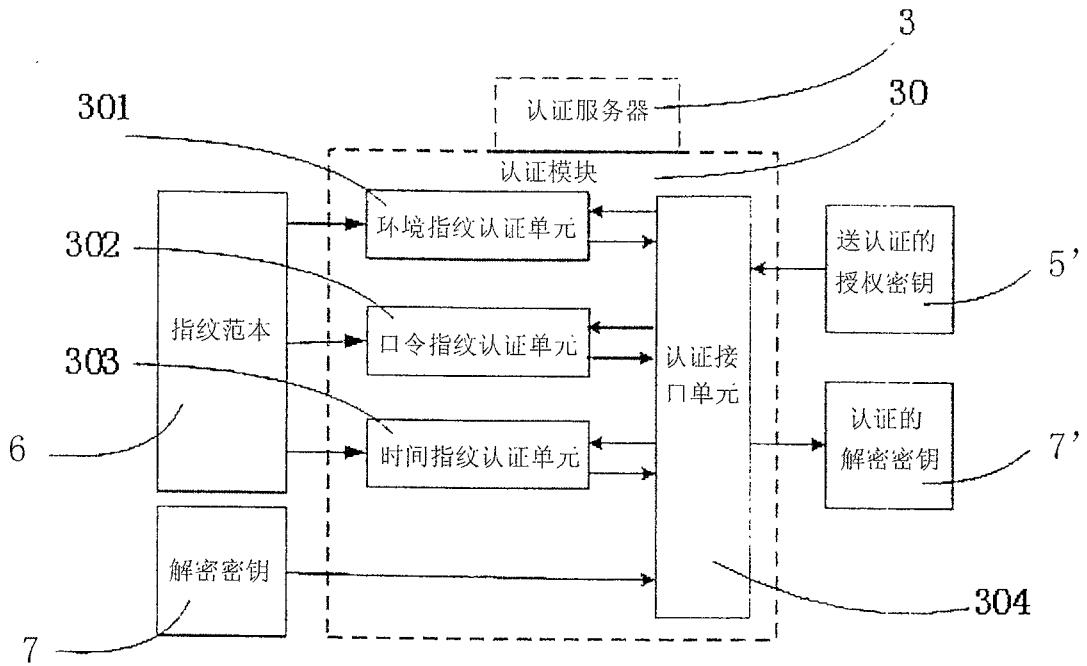 3
认证服务器
30
301
认证模块
环境指纹认证单元
302
送认证的
授权密钥
5'
指纹范本
口令指纹认证单元
303
认证接
口单元
6
时间指纹认证单元
认证的
解密密钥
7'
解密密钥
7
304